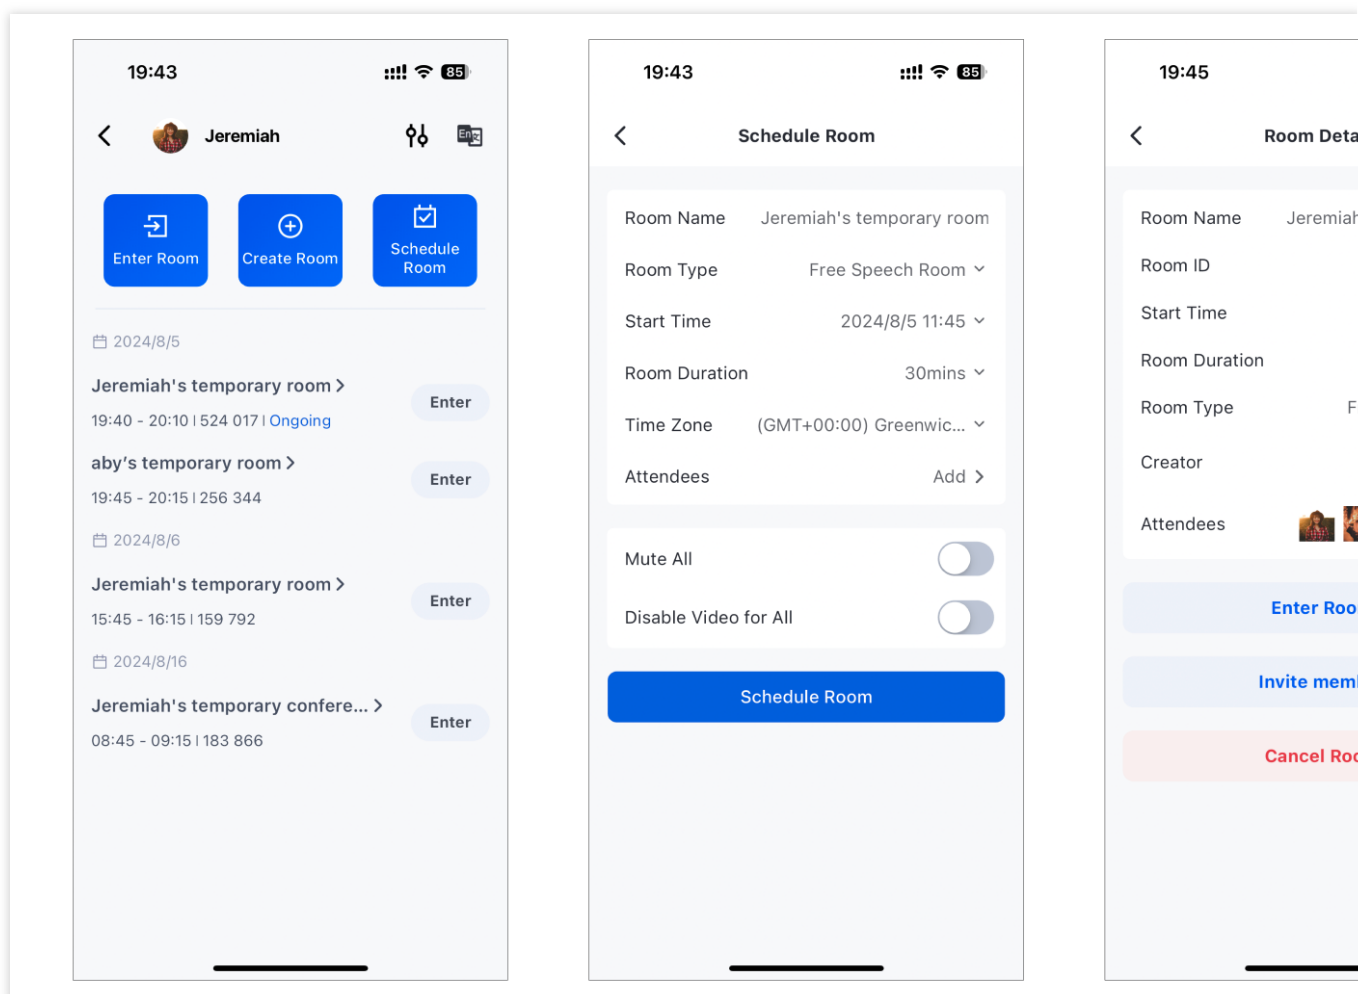 19:43
85
Jeremiah
En
Enter Room
Create Room
Schedule
Room
2024/8/5
Jeremiah's temporary room
19:40 - 20:10 | 524 017 | Ongoing
Enter
aby's temporary room
19:45 - 20:15 | 256 344
Enter
2024/8/6
Jeremiah's temporary room
15:45 - 16:15 | 159 792
Enter
2024/8/16
Jeremiah's temporary confere...
08:45 - 09:15 | 183 866
Enter
19:43
85
Schedule Room
Room Name Jeremiah's temporary room
Room Type Free Speech Room
Start Time 2024/8/5 11:45
Room Duration 30mins
Time Zone (GMT+00:00) Greenwic...
Attendees Add
Mute All
Disable Video for All
Schedule Room
19:45
Room Deta
Room Name Jeremiah
Room ID
Start Time
Room Duration
Room Type F
Creator
Attendees
Enter Roo
Invite mem
Cancel Roo